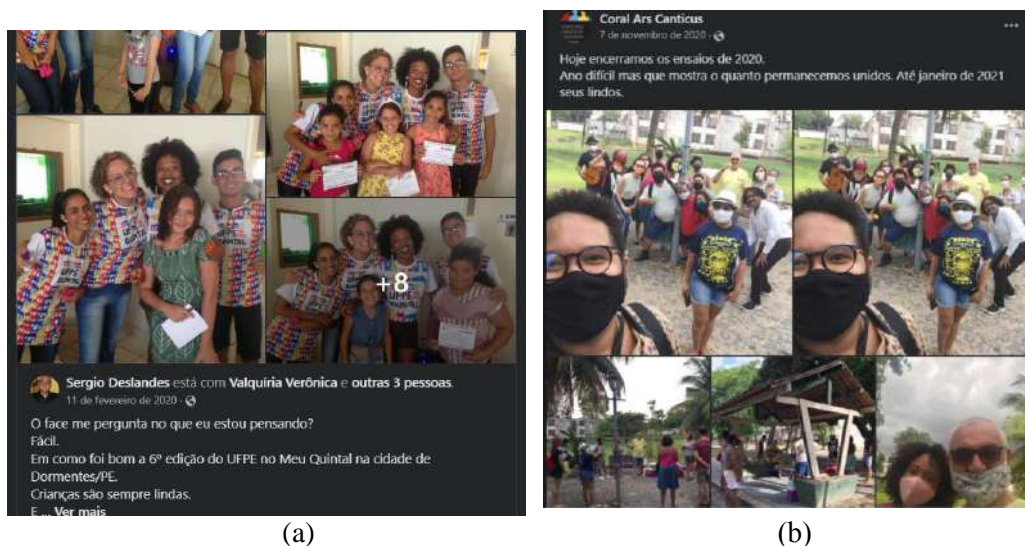 Coral Ars Canticus
7 de novembro de 2020 ·
Hoje encerramos os ensaios de 2020.
Ano difícil mas que mostra o quanto permanecemos unidos. Até janeiro de 2021
seus lindos.
UFPE
QUINTAL
+8
Sergio Deslandes está com Valquíria Verônica e outras 3 pessoas.
11 de fevereiro de 2020 ·
O face me pergunta no que eu estou pensando?
Fácil.
Em como foi bom a 6º edição do UFPE no Meu Quintal na cidade de
Dormentes/PE.
Crianças são sempre lindas.
E ... Ver mais
(a)
(b)